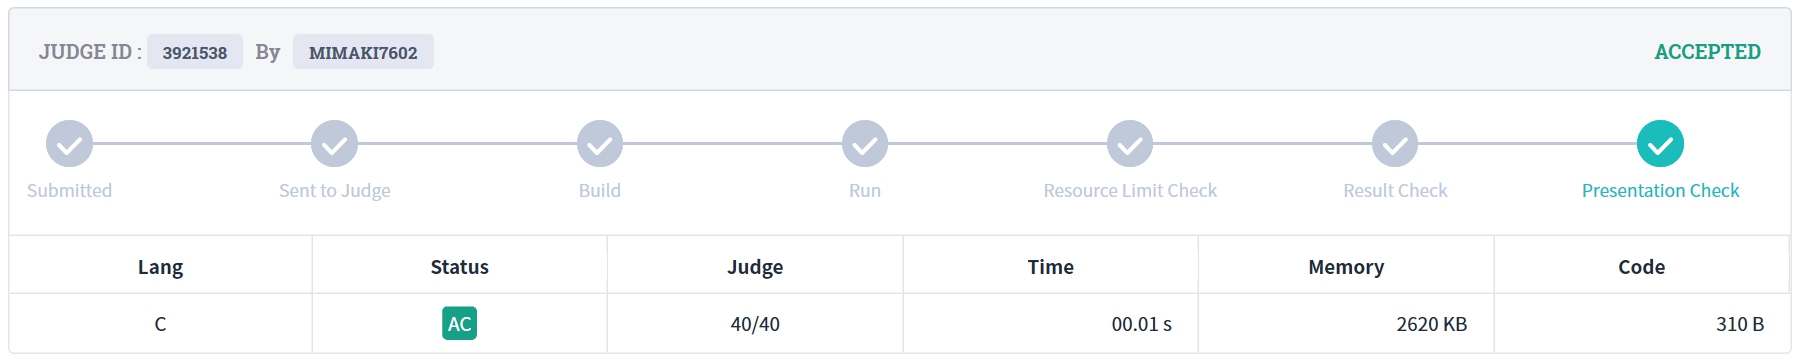 JUDGE ID : 3921538 By MIMAKI7602 ACCEPTED
Submitted Sent to Judge Build Run Resource Limit Check Result Check Presentation Check
Lang Status Judge Time Memory Code
C AC 40/40 00.01 s 2620 KB 310 B